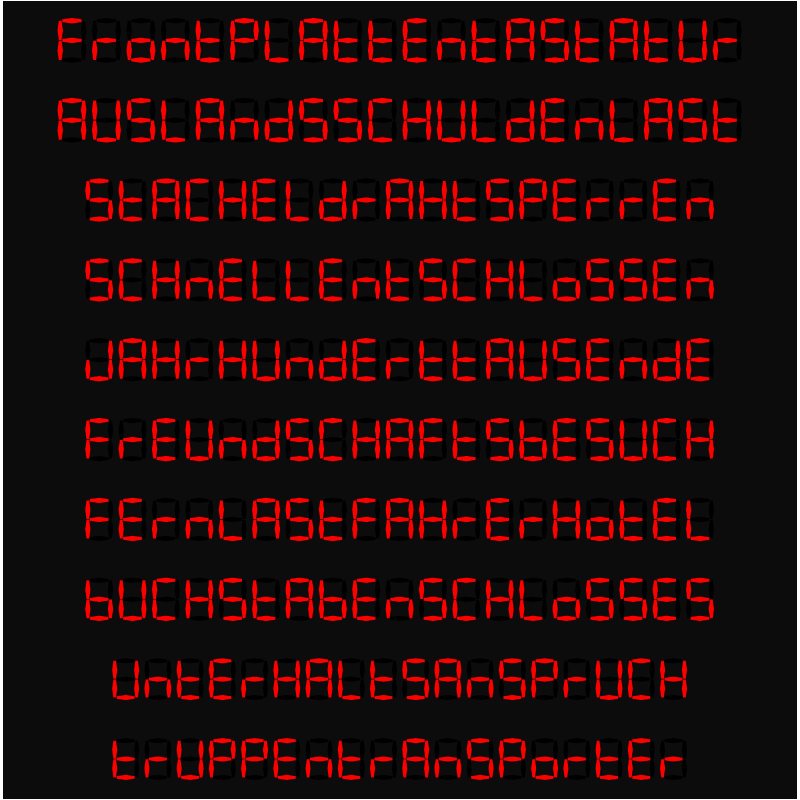 FrontPLAttEntAStAtUr
AUSLAndSSCHULdEnLASt
StACHELdrAHtSPErrEn
SCHnELLEntSCHLoSSEn
JAHrHUndErttAUSEndE
FrEUndSCHAFtSbESUCH
FErnLAStFAHrErHotEL
bUCHStAbEnSCHLoSSES
UntErHALtSAnSPrUCH
trUPPEntrAnSPortEr